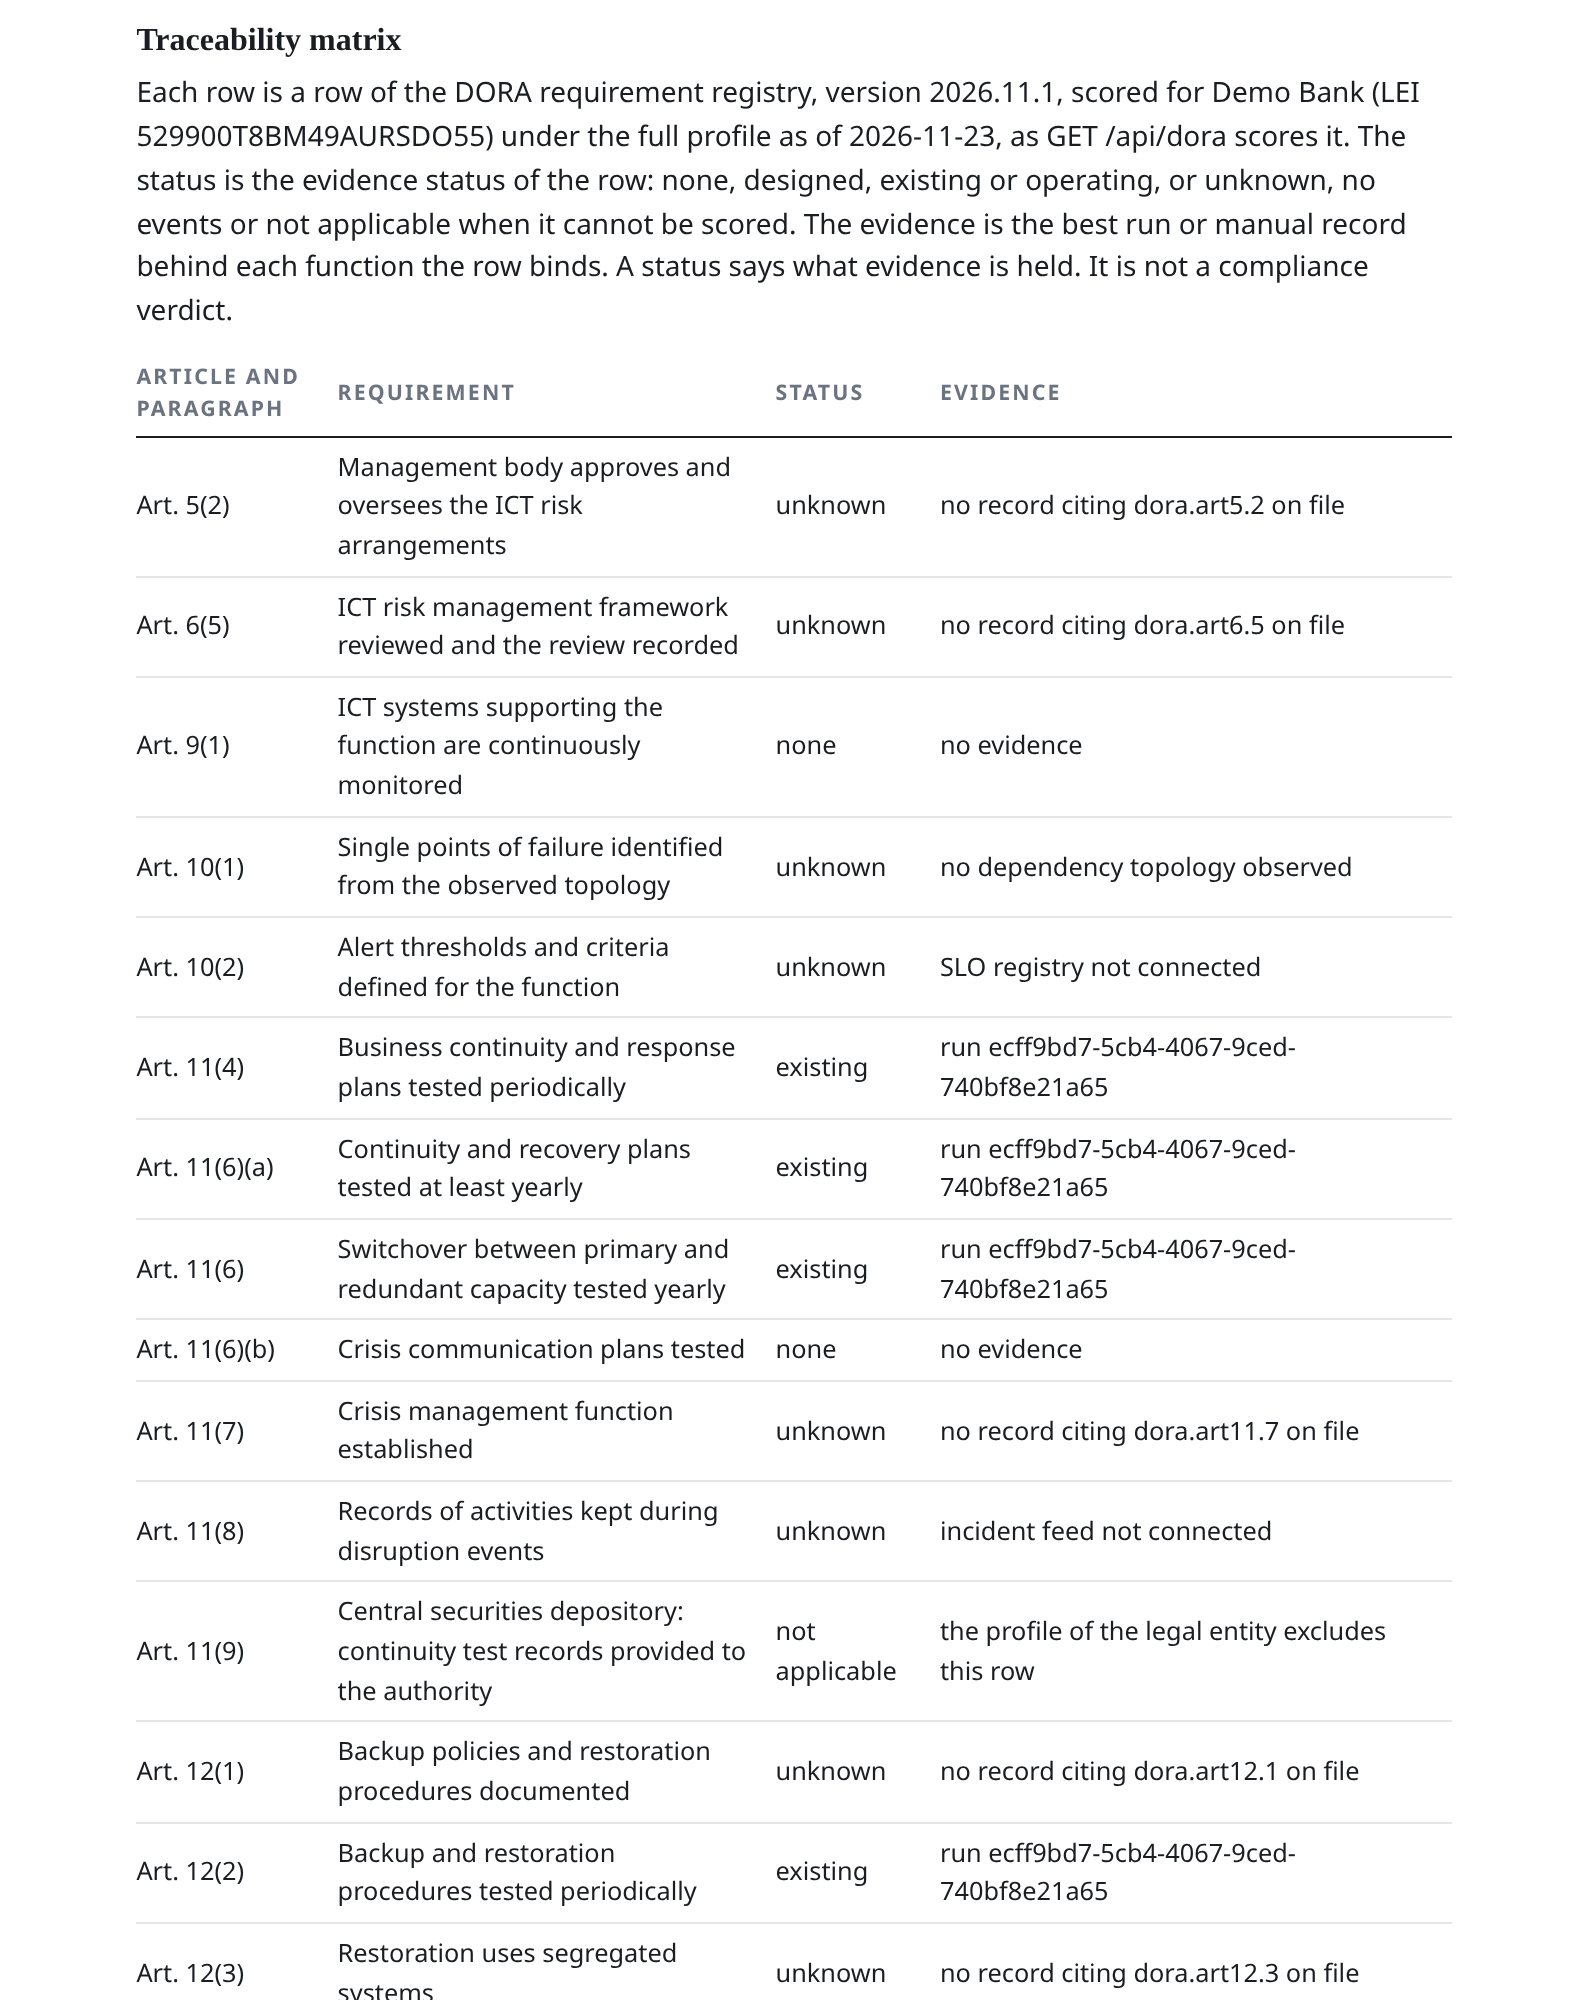 Traceability matrix
Each row is a row of the DORA requirement registry, version 2026.11.1, scored for Demo Bank (LEI
529900T8BM49AURSDO55) under the full profile as of 2026-11-23, as GET /api/dora scores it. The
status is the evidence status of the row: none, designed, existing or operating, or unknown, no
events or not applicable when it cannot be scored. The evidence is the best run or manual record
behind each function the row binds. A status says what evidence is held. It is not a compliance
verdict.
ARTICLE AND
PARAGRAPH
REQUIREMENT
STATUS
EVIDENCE
Art. 5(2)
Management body approves and
oversees the ICT risk
arrangements
unknown
no record citing dora.art5.2 on file
Art. 6(5)
ICT risk management framework
reviewed and the review recorded
unknown
no record citing dora.art6.5 on file
Art. 9(1)
ICT systems supporting the
function are continuously
monitored
none
no evidence
Art. 10(1)
Single points of failure identified
from the observed topology
unknown
no dependency topology observed
Art. 10(2)
Alert thresholds and criteria
defined for the function
unknown
SLO registry not connected
Art. 11(4)
Business continuity and response
plans tested periodically
existing
run ecff9bd7-5cb4-4067-9ced-
740bf8e21a65
Art. 11(6)(a)
Continuity and recovery plans
tested at least yearly
existing
run ecff9bd7-5cb4-4067-9ced-
740bf8e21a65
Art. 11(6)
Switchover between primary and
redundant capacity tested yearly
existing
run ecff9bd7-5cb4-4067-9ced-
740bf8e21a65
Art. 11(6)(b)
Crisis communication plans tested
none
no evidence
Art. 11(7)
Crisis management function
established
unknown
no record citing dora.art11.7 on file
Art. 11(8)
Records of activities kept during
disruption events
unknown
incident feed not connected
Art. 11(9)
Central securities depository:
continuity test records provided to
the authority
not
applicable
the profile of the legal entity excludes
this row
Art. 12(1)
Backup policies and restoration
procedures documented
unknown
no record citing dora.art12.1 on file
Art. 12(2)
Backup and restoration
procedures tested periodically
existing
run ecff9bd7-5cb4-4067-9ced-
740bf8e21a65
Art. 12(3)
Restoration uses segregated
systems
unknown
no record citing dora.art12.3 on file